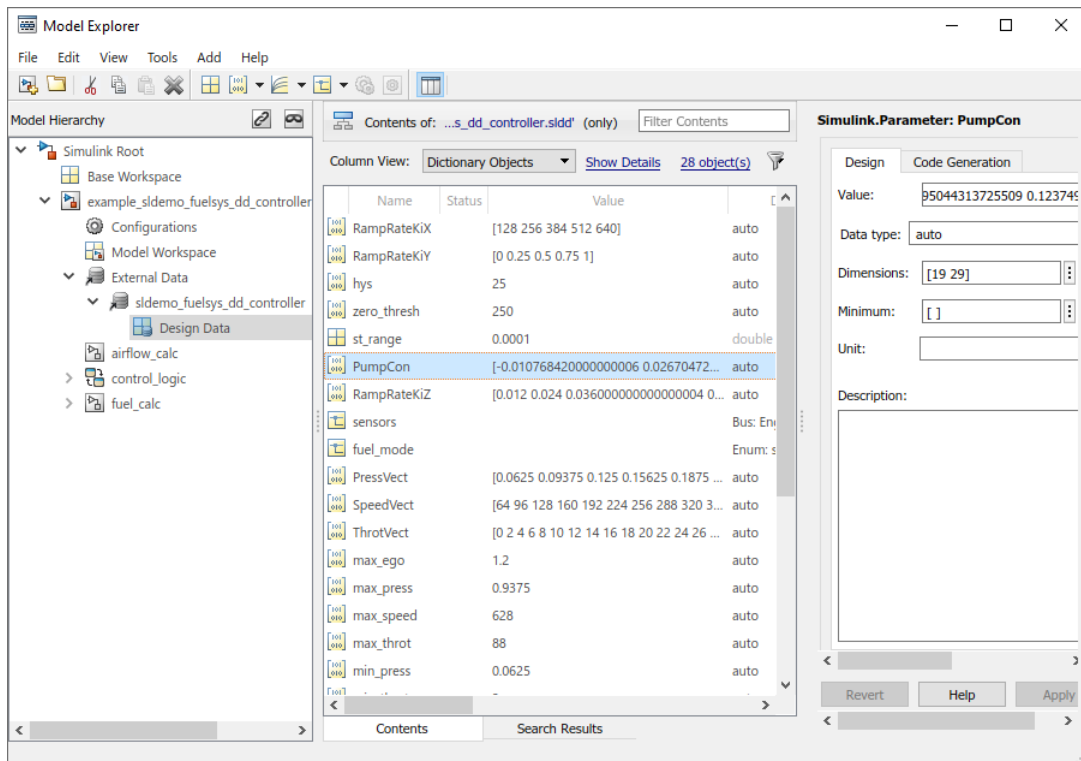 Model Explorer
File Edit View Tools Add Help
Model Hierarchy
Simulink Root
Base Workspace
example_sldemo_fuelsys_dd_controller
Configurations
Model Workspace
External Data
sldemo_fuelsys_dd_controller
Design Data
airflow_calc
control_logic
fuel_calc
Contents of: ...s_dd_controller.sldd' (only) Filter Contents
Column View: Dictionary Objects Show Details 28 object(s)
Name Status Value
RampRateKiX [128 256 384 512 640] auto
RampRateKiY [0 0.25 0.5 0.75 1] auto
hys 25 auto
zero_thresh 250 auto
st_range 0.0001 double
PumpCon [-0.010768420000000006 0.02670472... auto
RampRateKiZ [0.012 0.024 0.036000000000000004 0... auto
sensors Bus: En
fuel_mode Enum: s
PressVect [0.0625 0.09375 0.125 0.15625 0.1875 ... auto
SpeedVect [64 96 128 160 192 224 256 288 320 3... auto
ThrotVect [0 2 4 6 8 10 12 14 16 18 20 22 24 26 ... auto
max_ego 1.2 auto
max_press 0.9375 auto
max_speed 628 auto
max_throt 88 auto
min_press 0.0625 auto
Contents Search Results
Simulink.Parameter: PumpCon
Design Code Generation
Value: 95044313725509 0.123749
Data type: auto
Dimensions: [19 29]
Minimum: [ ]
Unit:
Description:
Revert Help Apply